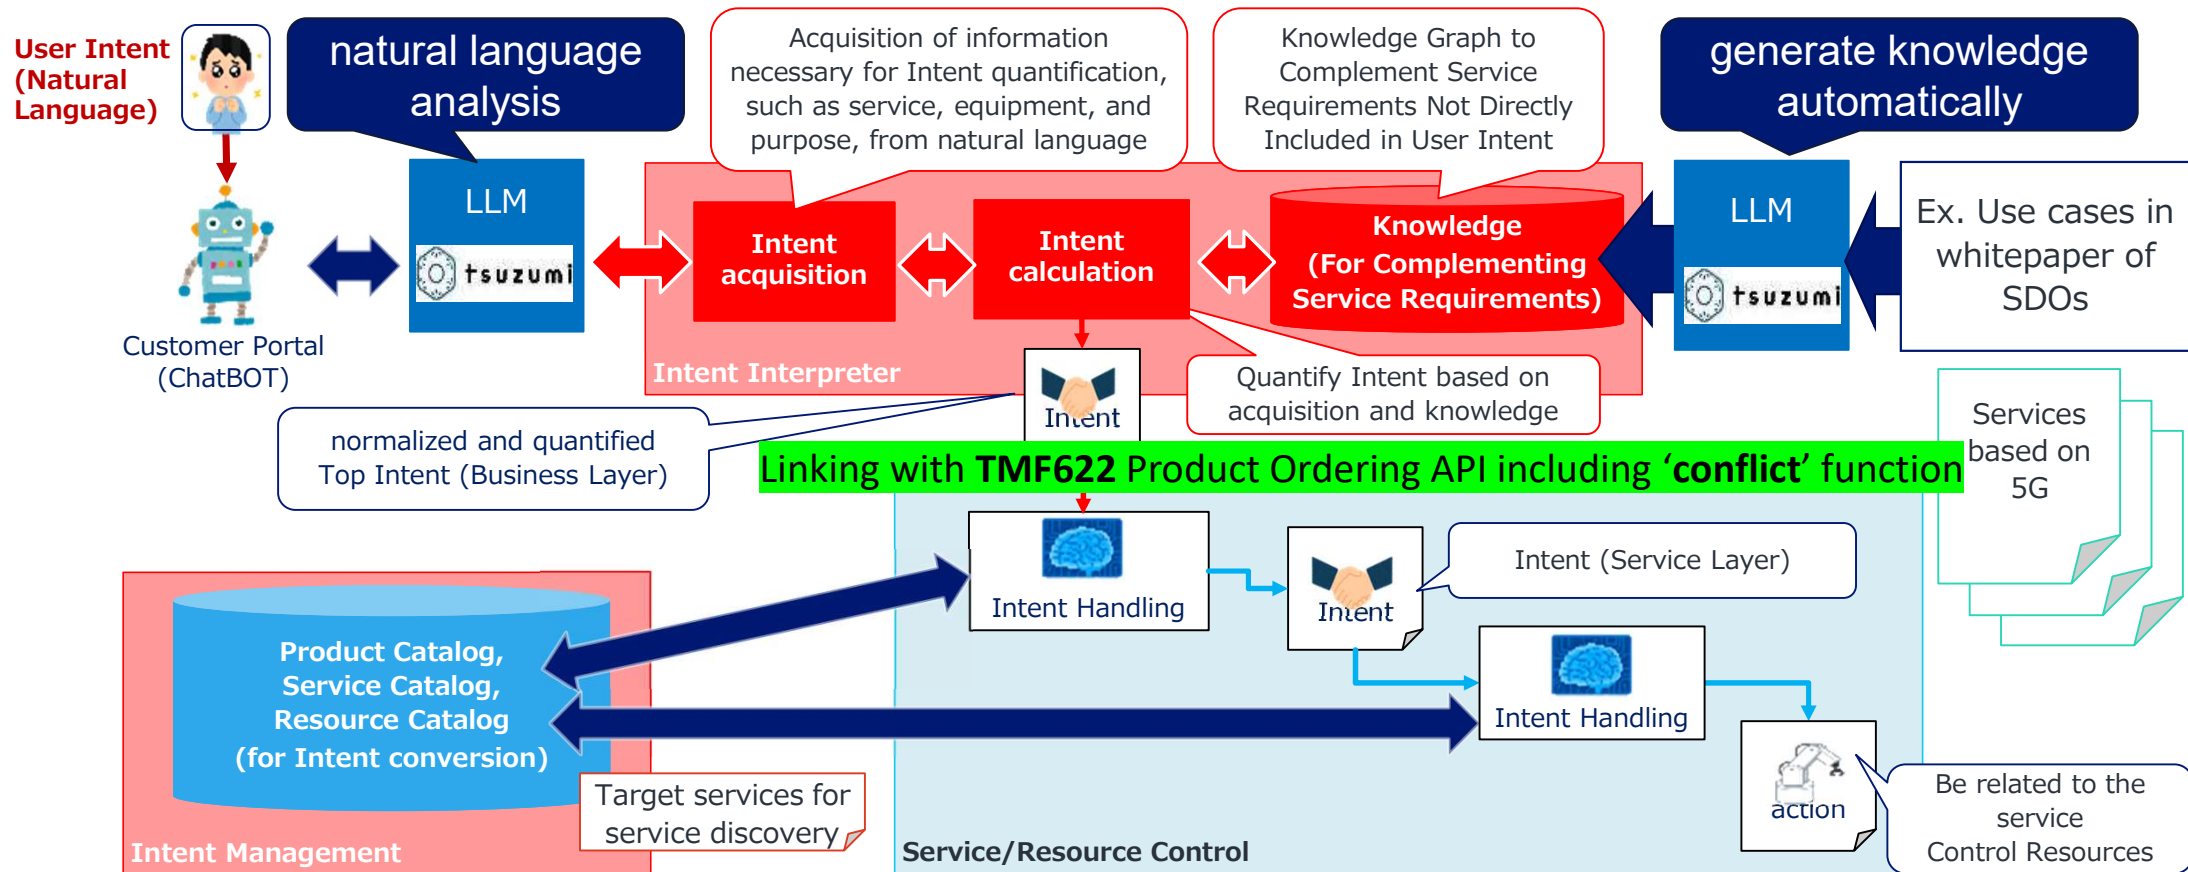 User Intent
(Natural
Language)
natural language
analysis
Acquisition of information
necessary for Intent quantification,
such as service, equipment, and
purpose, from natural language
Knowledge Graph to
Complement Service
Requirements Not Directly
Included in User Intent
generate knowledge
automatically
LLM
tsuzumi
Intent
acquisition
Intent
calculation
Knowledge
(For Complementing
Service Requirements)
LLM
tsuzumi
Ex. Use cases in
whitepaper of
SDOs
Customer Portal
(ChatBOT)
Intent Interpreter
Intent
Quantify Intent based on
acquisition and knowledge
normalized and quantified
Top Intent (Business Layer)
Services
based on
5G
Linking with TMF622 Product Ordering API including ‘conflict’ function
Intent Handling
Intent
Intent (Service Layer)
Product Catalog,
Service Catalog,
Resource Catalog
(for Intent conversion)
Intent Handling
Target services for
service discovery
action
Be related to the
service
Control Resources
Intent Management
Service/Resource Control